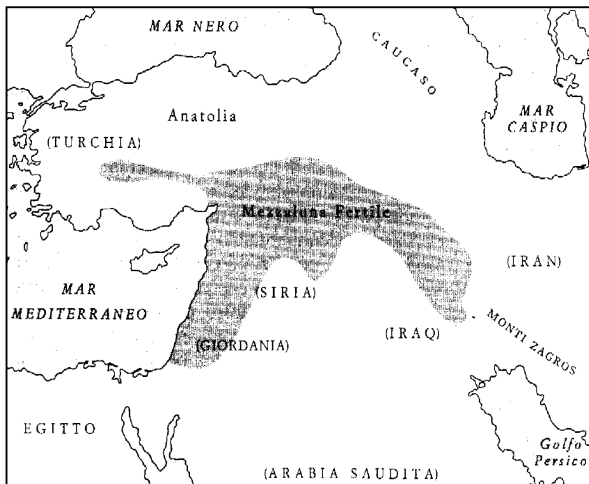 MAR NERO
CAUCASO
Anatolia
MAR
CASPIO
(TURCHIA)
Mezzaluna Fertile
(IRAN)
MAR
MEDITERRANEO
(SIRIA)
(IRAQ)
MONTI ZAGROS
(GIORDANIA)
EGITTO
Golfo
Persico
(ARABIA SAUDITA)